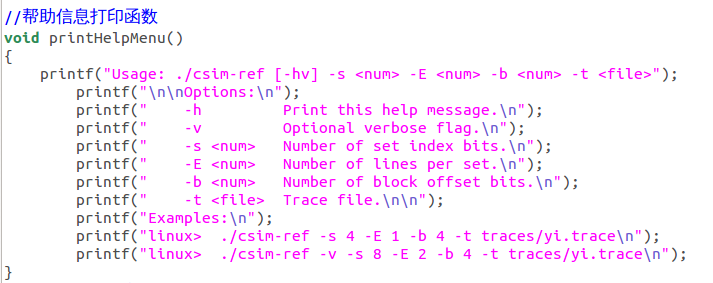 //帮助信息打印函数
void printHelpMenu()
{
    printf("Usage: ./csim-ref [-hv] -s <num> -E <num> -b <num> -t <file>");
        printf("\n\nOptions:\n");
        printf("    -h         Print this help message.\n");
        printf("    -v         Optional verbose flag.\n");
        printf("    -s <num>   Number of set index bits.\n");
        printf("    -E <num>   Number of lines per set.\n");
        printf("    -b <num>   Number of block offset bits.\n");
        printf("    -t <file>  Trace file.\n\n");
        printf("Examples:\n");
        printf("linux>  ./csim-ref -s 4 -E 1 -b 4 -t traces/yi.trace\n");
        printf("linux>  ./csim-ref -v -s 8 -E 2 -b 4 -t traces/yi.trace\n");
}